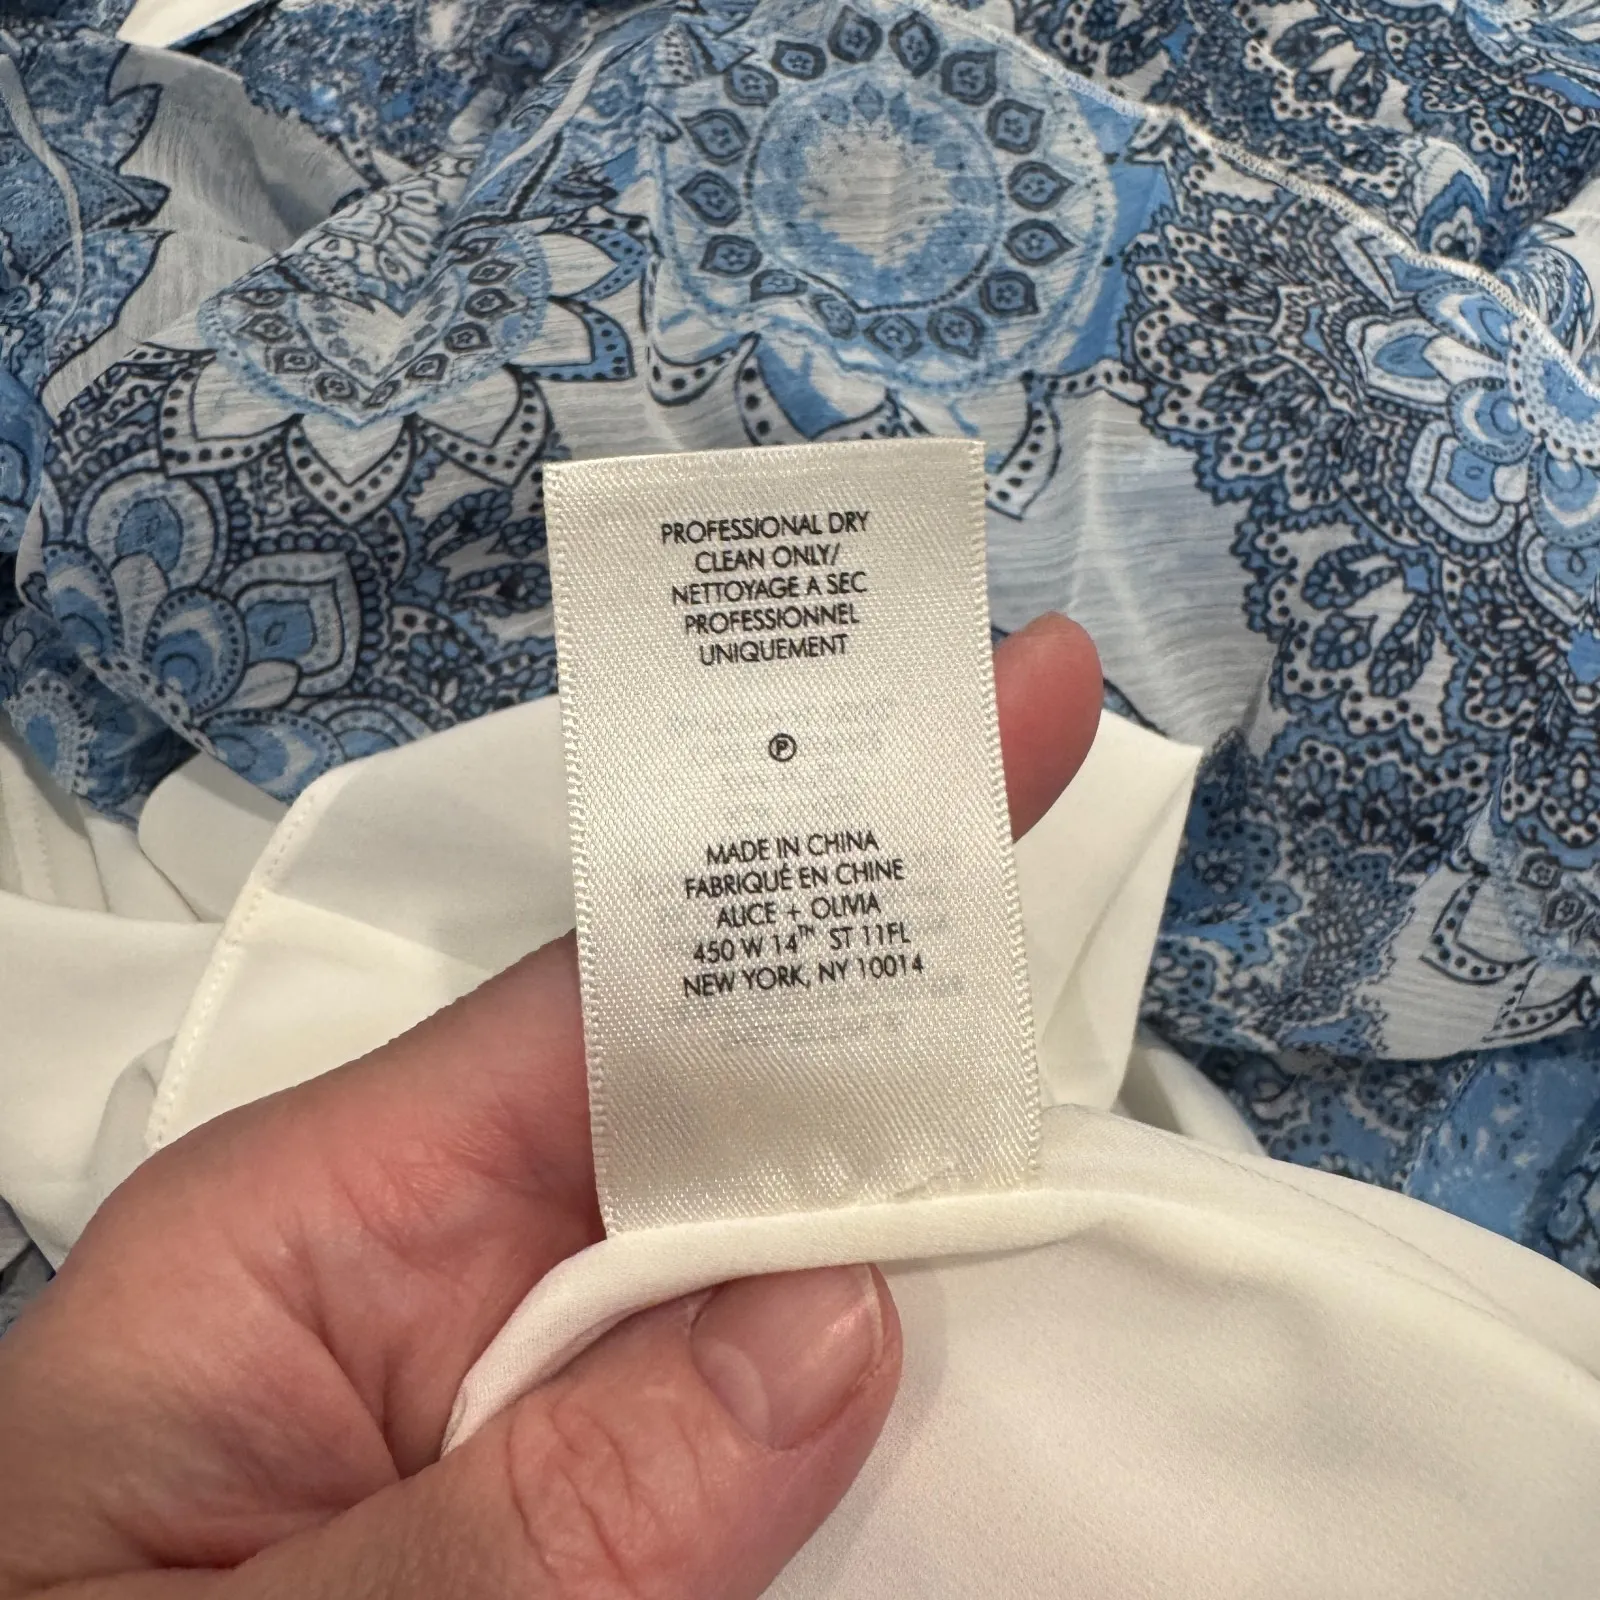 PROFESSIONAL DRY
CLEAN ONLY/
NETTOYAGE A SEC
PROFESSIONNEL
UNIQUEMENT
Ⓟ
MADE IN CHINA
FABRIQUÉ EN CHINE
ALICE + OLIVIA
450 W 14TH ST 11FL
NEW YORK, NY 10014